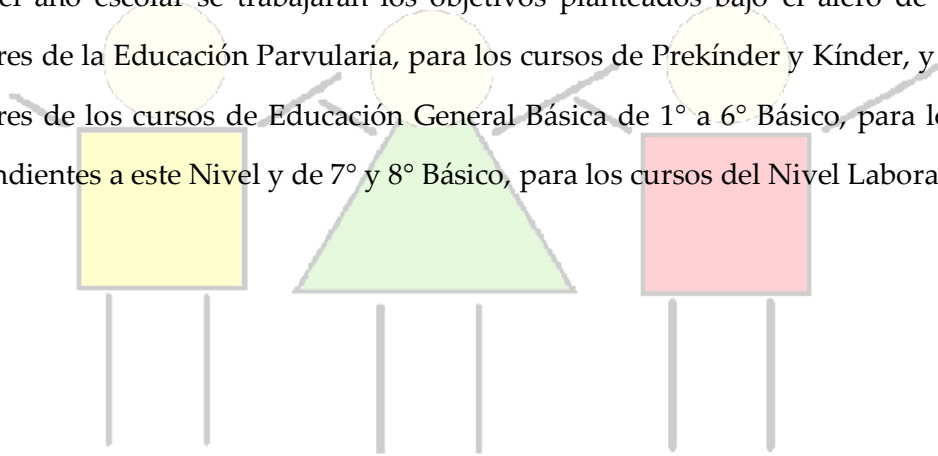 el año escolar se trabajarán los objetivos planteados bajo el alero de
res de la Educación Parvularia, para los cursos de Prekínder y Kínder, y
res de los cursos de Educación General Básica de 1° a 6° Básico, para l
ndientes a este Nivel y de 7° y 8° Básico, para los cursos del Nivel Labora